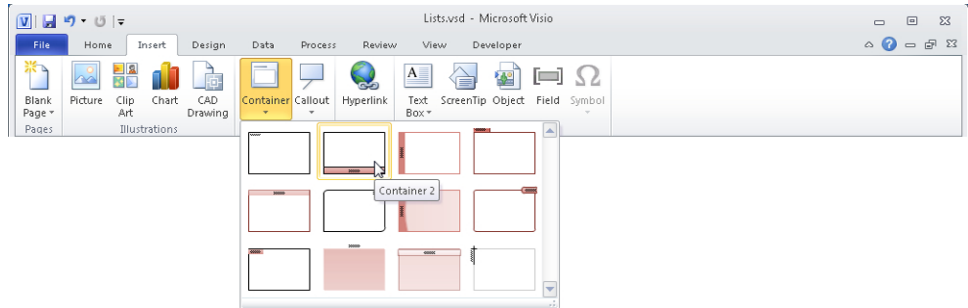 Lists.vsd - Microsoft Visio
File Home Insert Design Data Process Review View Developer
Blank Page Picture Clip Art Chart CAD Drawing Container Callout Hyperlink Text Box ScreenTip Object Field Symbol
Pages Illustrations
Container 2